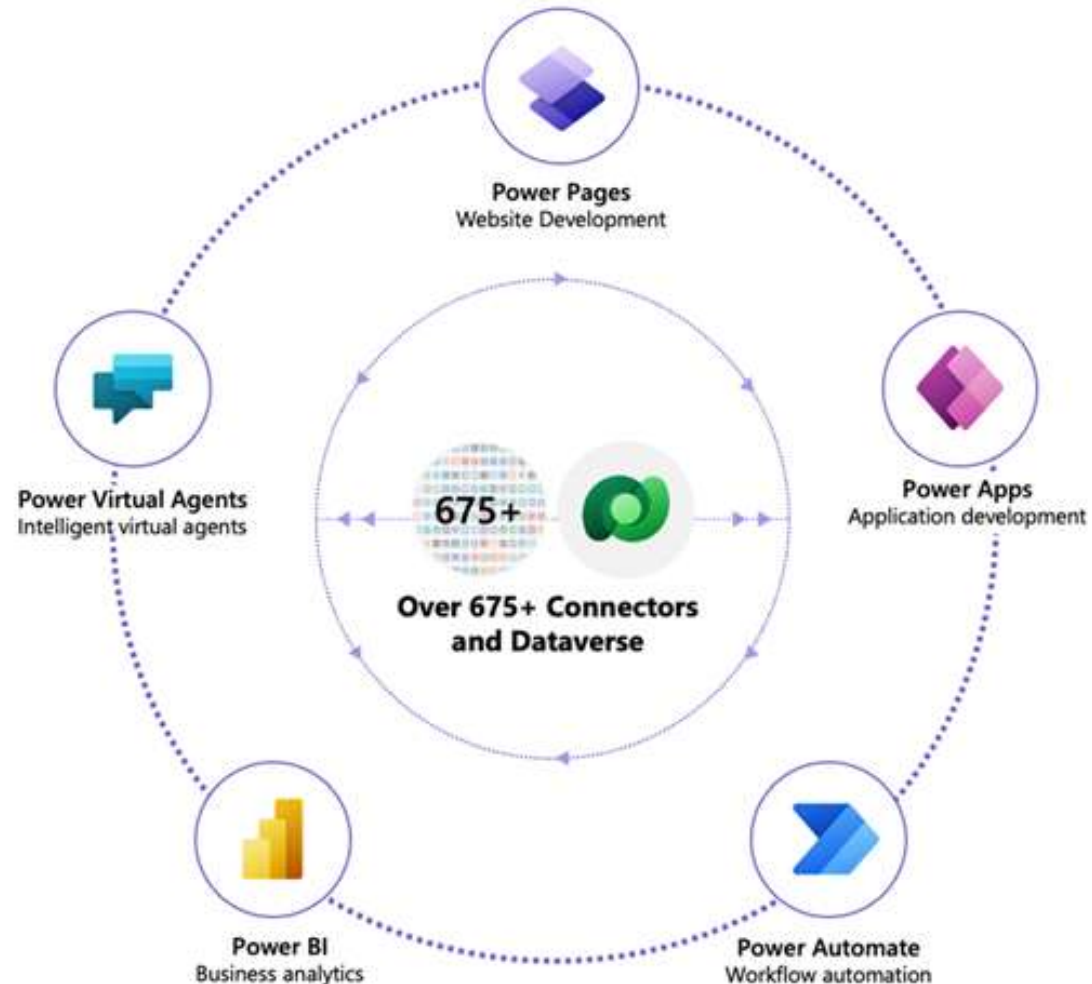 Power Pages
Website Development
Power Virtual Agents
Intelligent virtual agents
Power Apps
Application development
675+
Over 675+ Connectors
and Dataverse
Power BI
Business analytics
Power Automate
Workflow automation